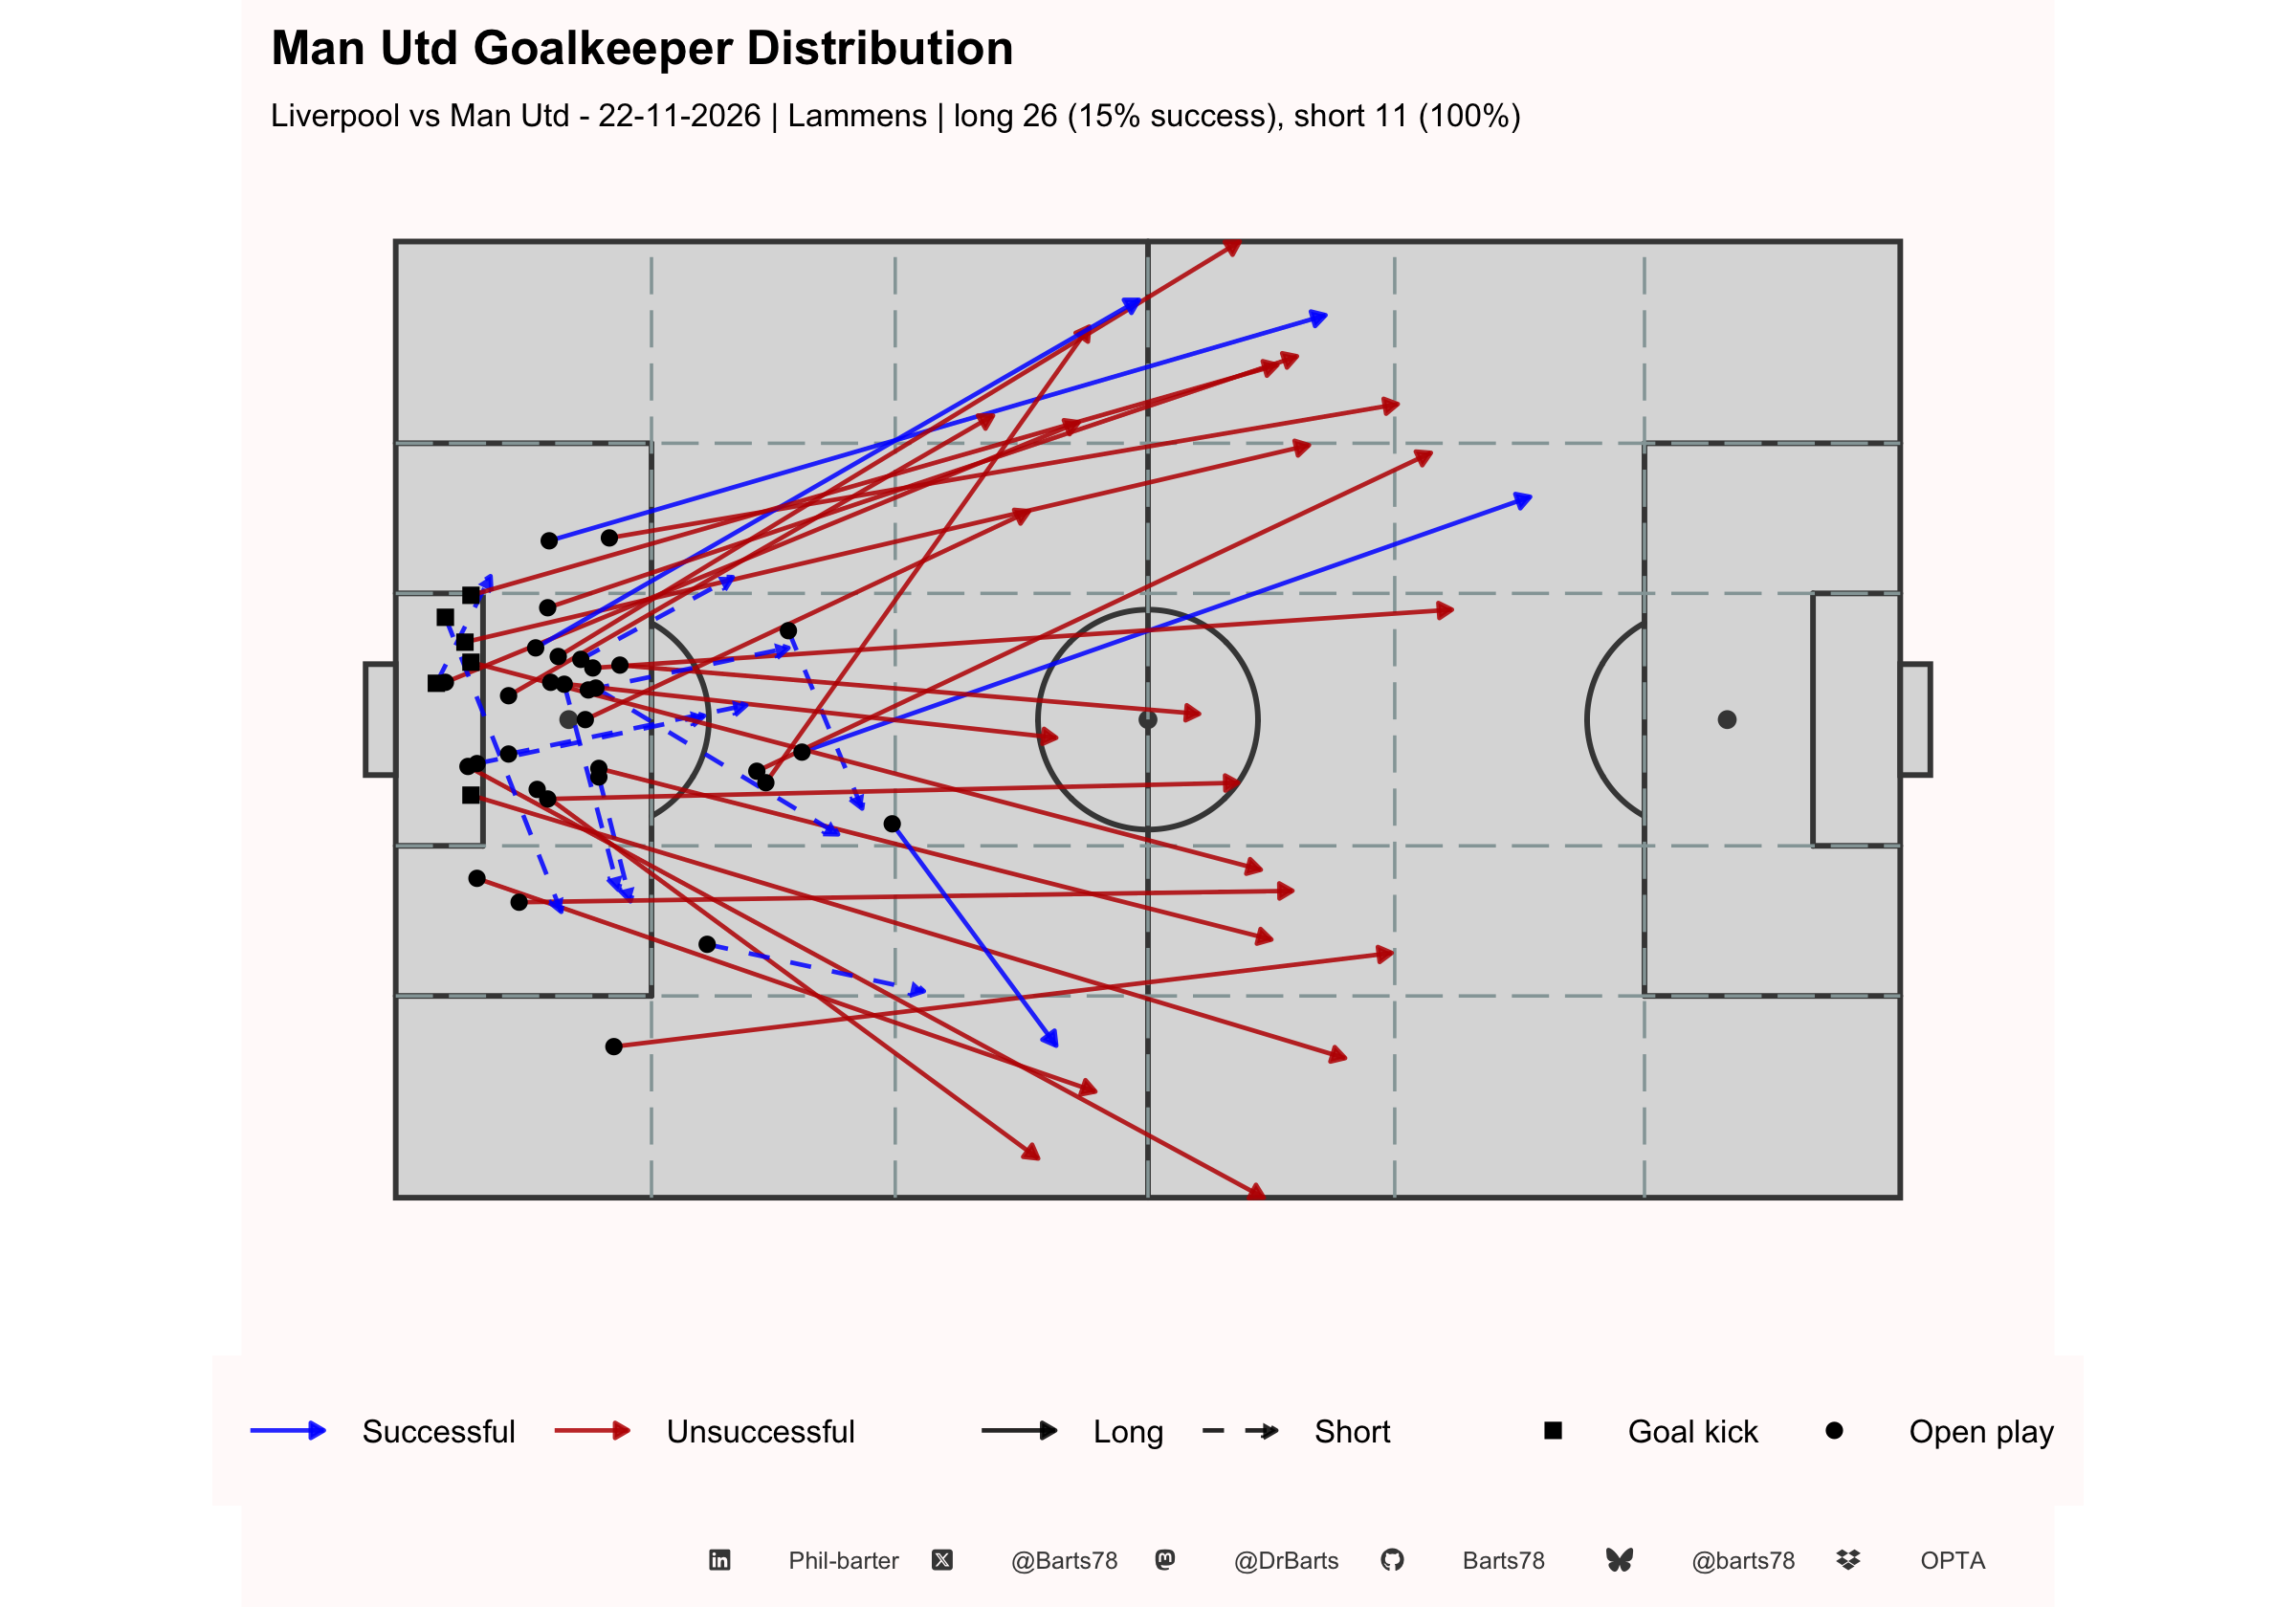 Man Utd Goalkeeper Distribution
Liverpool vs Man Utd - 22-11-2026 | Lammens | long 26 (15% success), short 11 (100%)
Successful Unsuccessful Long Short Goal kick Open play
Phil-barter @Barts78 @DrBarts Barts78 @barts78 OPTA